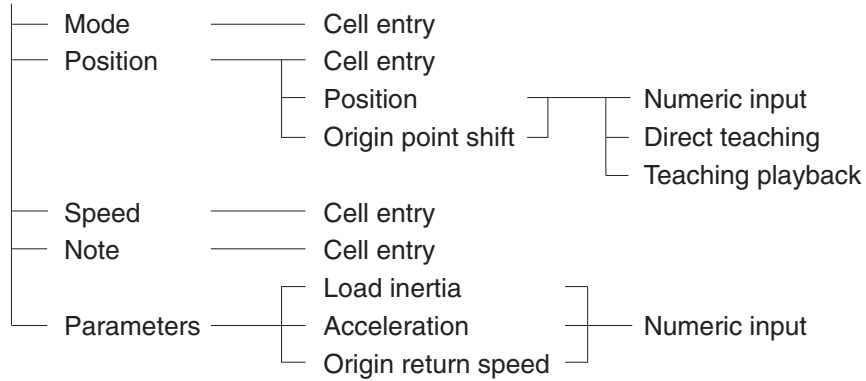 Mode Cell entry
Position Cell entry
Position Numeric input
Origin point shift Direct teaching
Teaching playback
Speed Cell entry
Note Cell entry
Load inertia
Parameters Acceleration Numeric input
Origin return speed